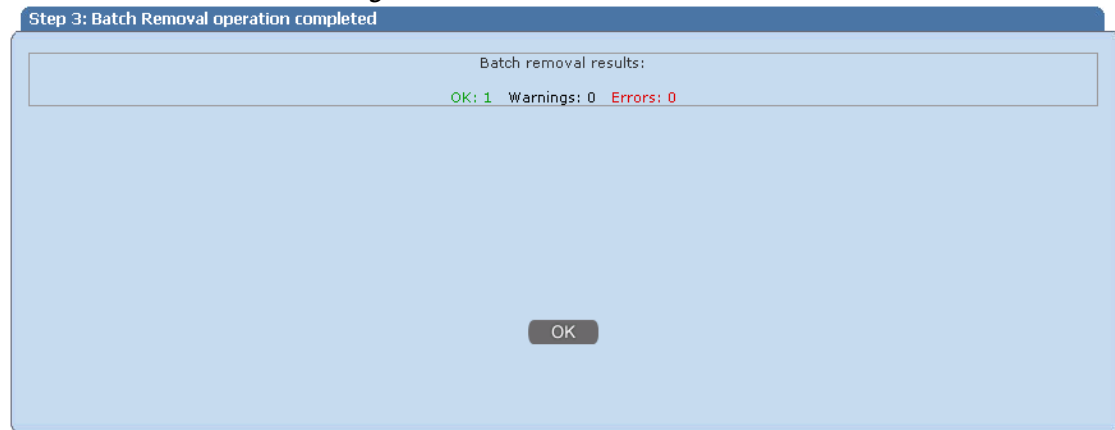 Step 3: Batch Removal operation completed
Batch removal results:
OK: 1 Warnings: 0 Errors: 0
OK